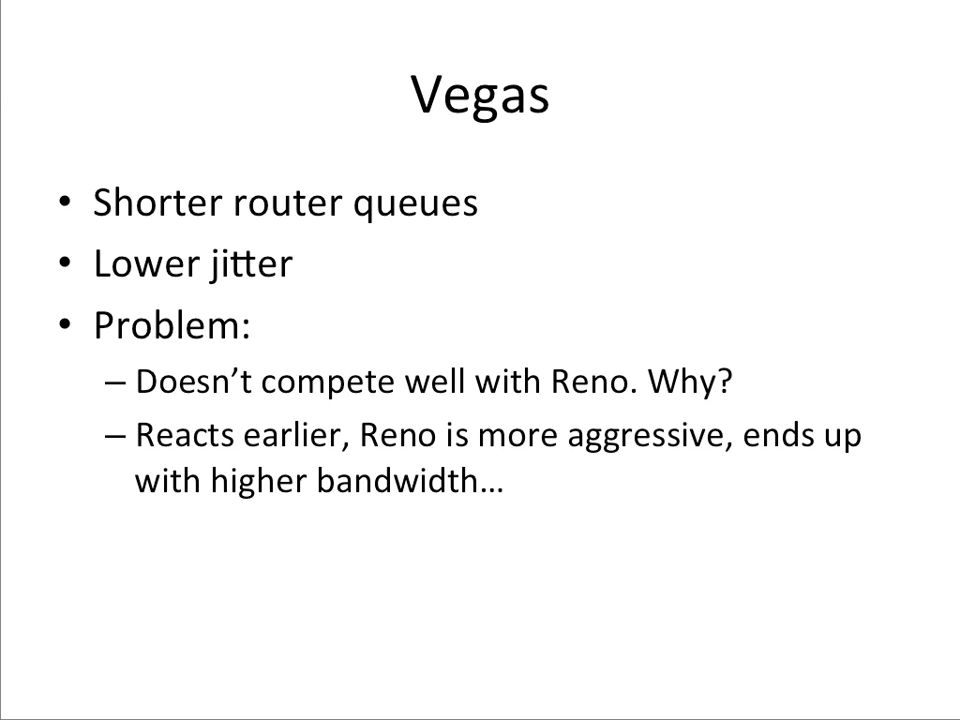 Vegas
• Shorter router queues
• Lower jitter
• Problem:
– Doesn’t compete well with Reno. Why?
– Reacts earlier, Reno is more aggressive, ends up
with higher bandwidth…